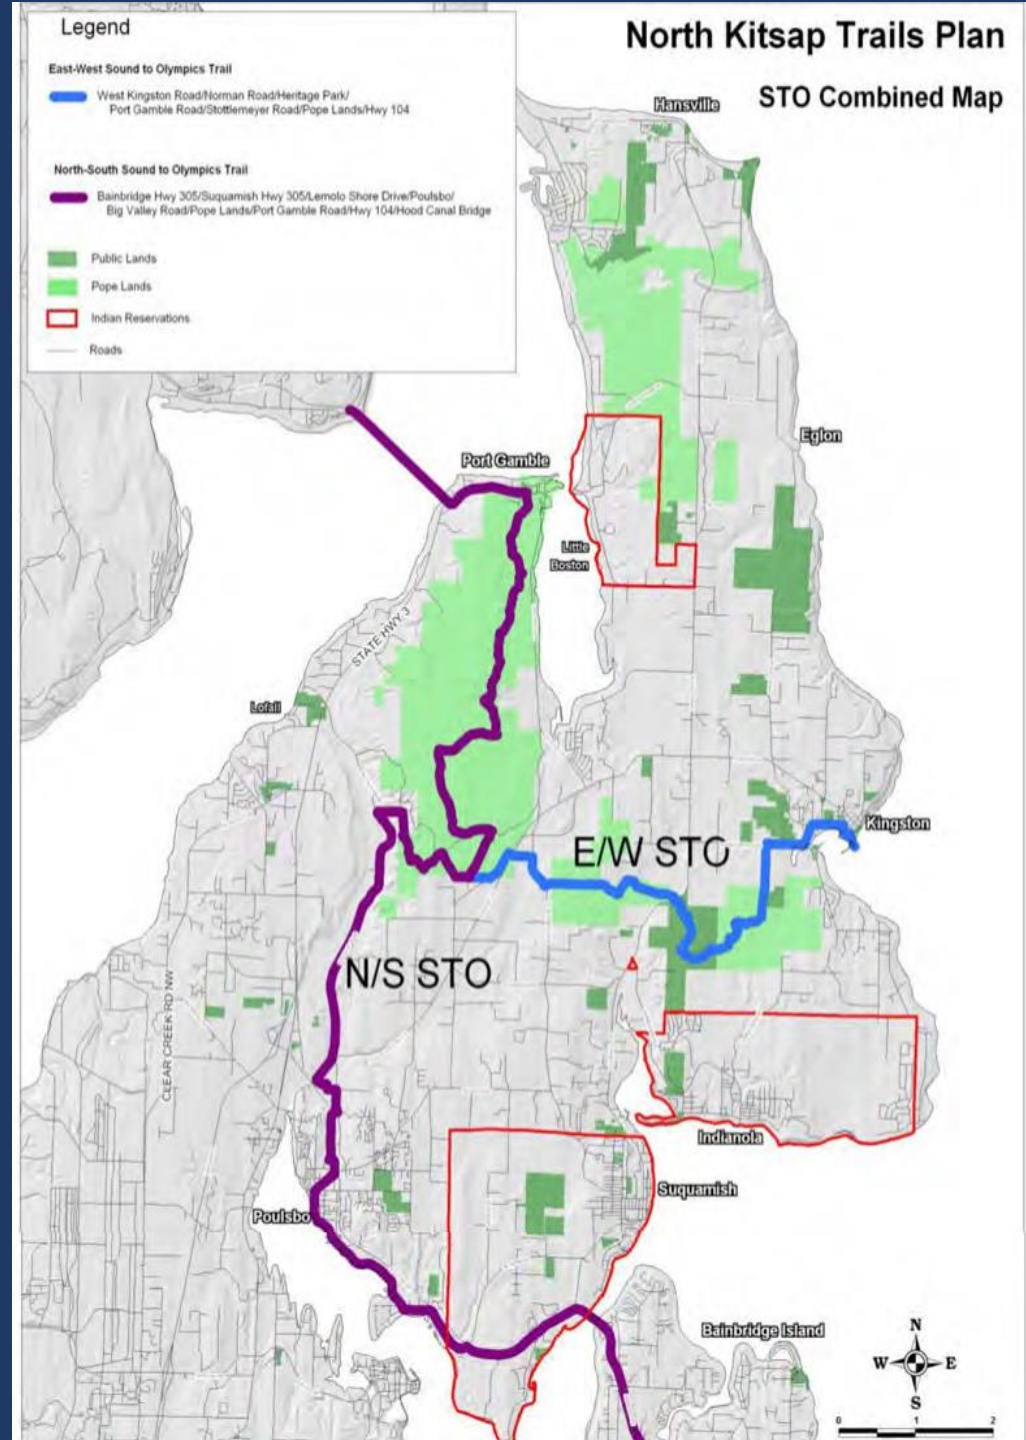 Legend
East-West Sound to Olympics Trail
West Kingston Road/Norman Road/Heritage Park/
Port Gamble Road/Stottlemeyer Road/Pope Lands/Hwy 104
North-South Sound to Olympics Trail
Bainbridge Hwy 305/Suquamish Hwy 305/Lemolo Shore Drive/Poulsbo/
Big Valley Road/Pope Lands/Port Gamble Road/Hwy 104/Hood Canal Bridge
Public Lands
Pope Lands
Indian Reservations
Roads
North Kitsap Trails Plan
STO Combined Map
Hansville
Eglon
Port Gamble
Little
Boston
STATE HWY 3
Lofall
Kingston
E/W STO
N/S STO
CLEAR CREEK RD NW
Indianola
Suquamish
Poulsbo
Bainbridge Island
N
W E
S
0 1 2